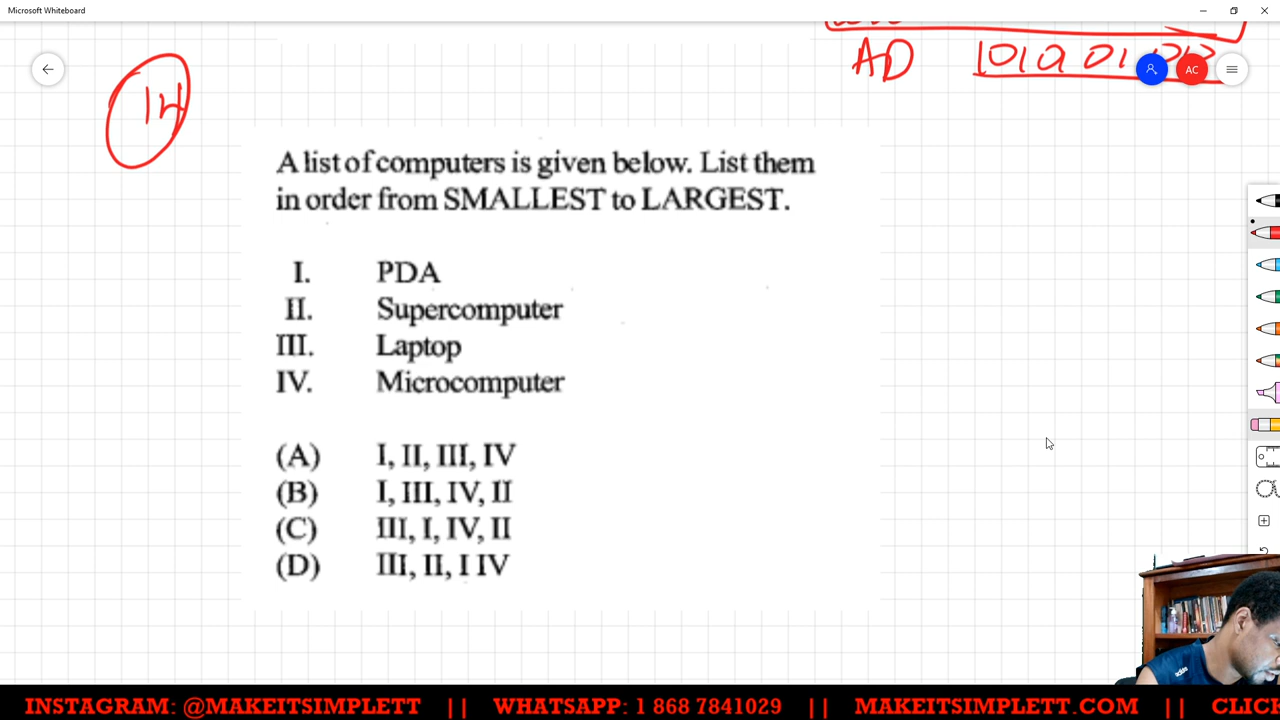 Microsoft Whiteboard
AD
AC
14
A list of computers is given below. List them
in order from SMALLEST to LARGEST.
I. PDA
II. Supercomputer
III. Laptop
IV. Microcomputer
(A) I, II, III, IV
(B) I, III, IV, II
(C) III, I, IV, II
(D) III, II, I IV
INSTAGRAM: @MAKEITSIMPLETT || WHATSAPP: 1 868 7841029 || MAKEITSIMPLETT.COM || CLICK